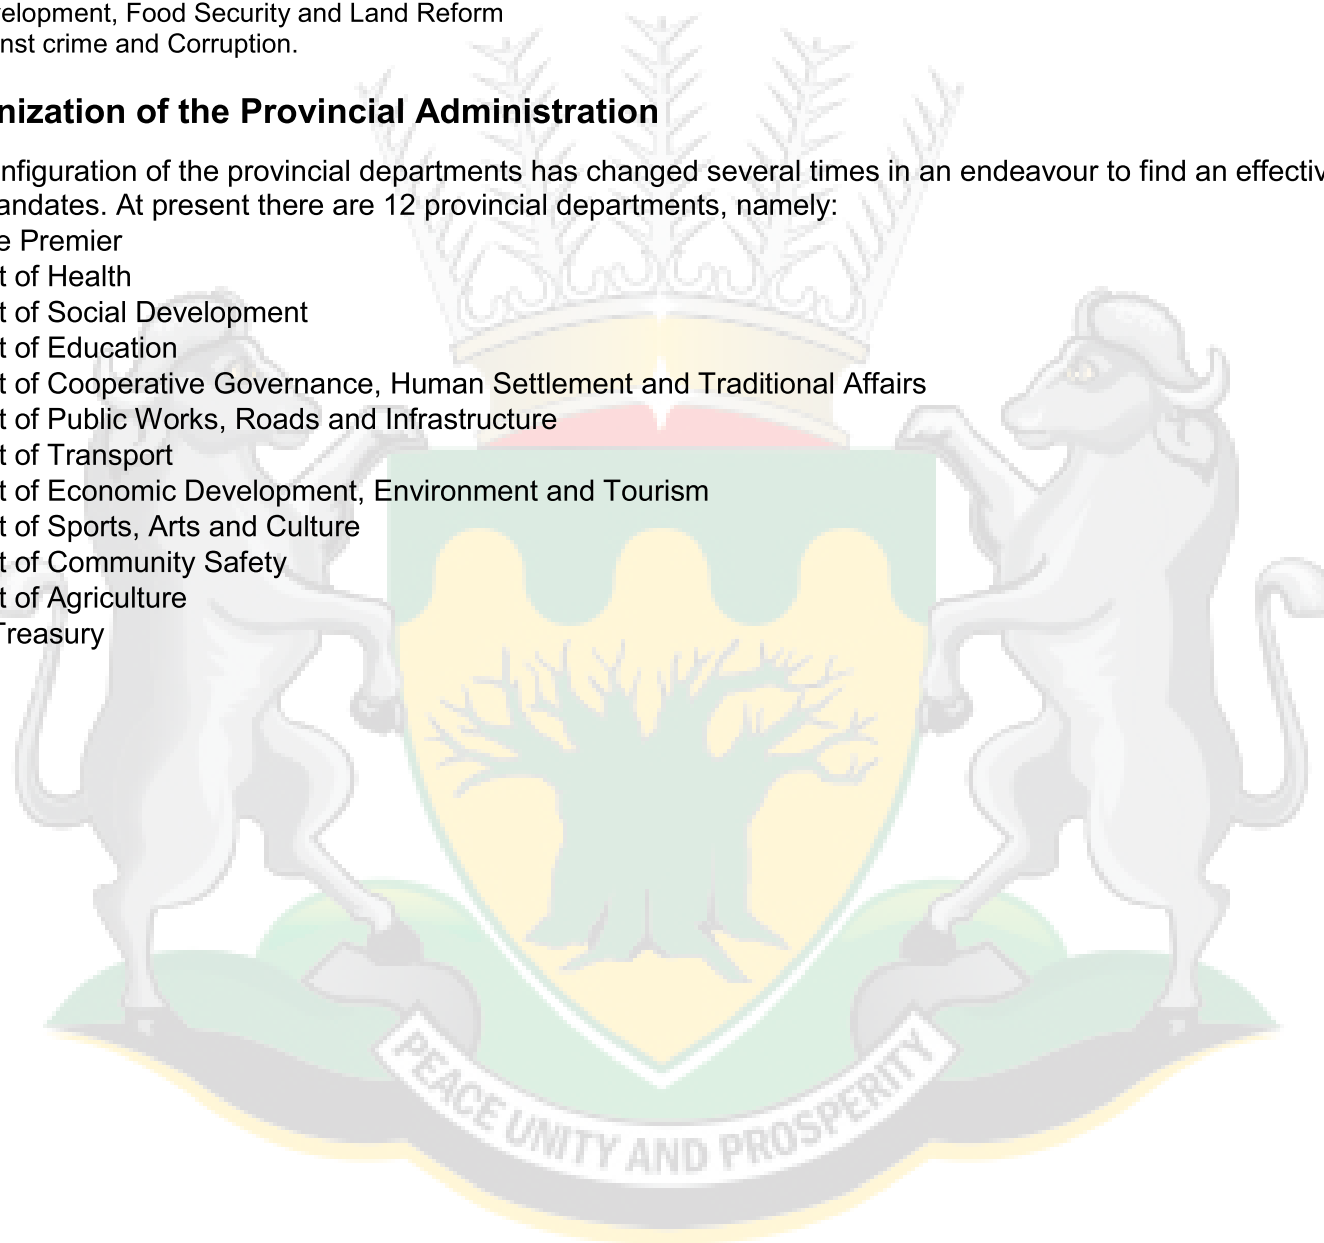 velopment, Food Security and Land Reform
nst crime and Corruption.
nization of the Provincial Administration
nfiguration of the provincial departments has changed several times in an endeavour to find an effectiv
andates. At present there are 12 provincial departments, namely:
e Premier
t of Health
t of Social Development
t of Education
t of Cooperative Governance, Human Settlement and Traditional Affairs
t of Public Works, Roads and Infrastructure
t of Transport
t of Economic Development, Environment and Tourism
t of Sports, Arts and Culture
t of Community Safety
t of Agriculture
Treasury
PEACE UNITY AND PROSPERITY